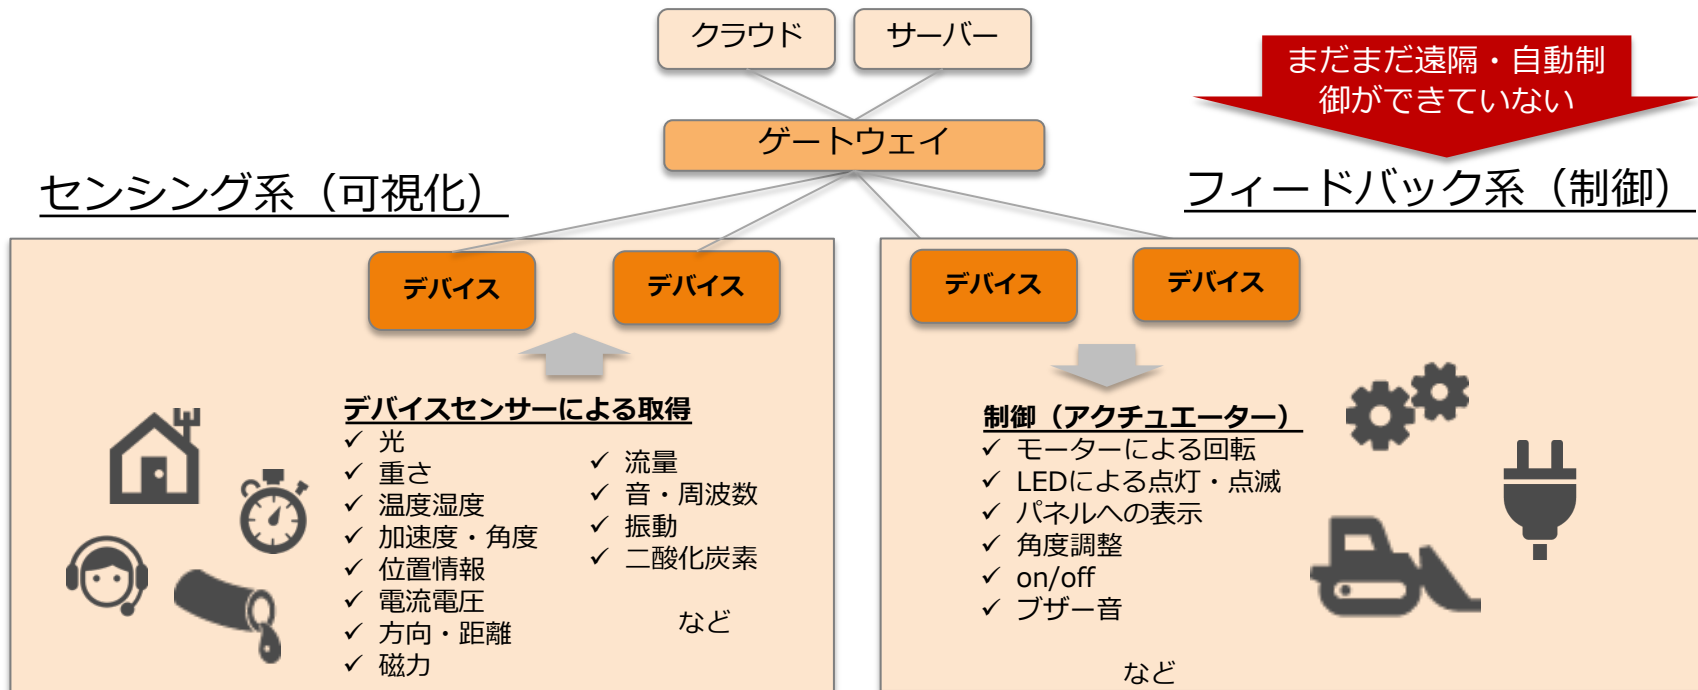 クラウド
サーバー
まだまだ遠隔・自動制
御ができていない
ゲートウェイ
センシング系（可視化）
フィードバック系（制御）
デバイス
デバイス
デバイス
デバイス
デバイスセンサーによる取得
✓ 光
✓ 重さ
✓ 温度湿度
✓ 加速度・角度
✓ 位置情報
✓ 電流電圧
✓ 方向・距離
✓ 磁力
✓ 流量
✓ 音・周波数
✓ 振動
✓ 二酸化炭素
など
制御（アクチュエーター）
✓ モーターによる回転
✓ LEDによる点灯・点滅
✓ パネルへの表示
✓ 角度調整
✓ on/off
✓ ブザー音
など